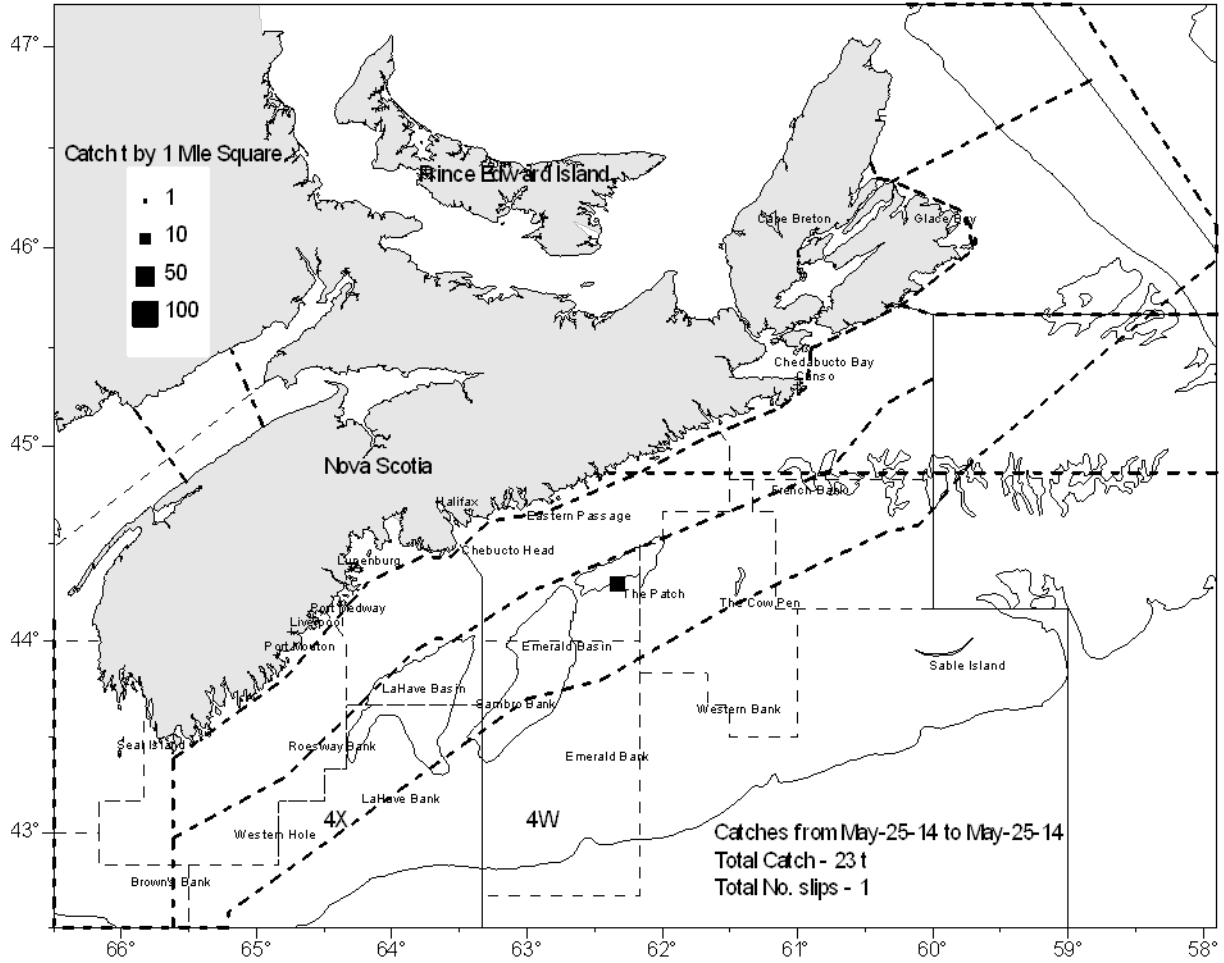 47°
Catch t by 1 Mle Square
Prince Edward Island
1
Cape Breton
Glace Bay
10
46°
50
100
Chedabucto Bay
Canso
45°
Nova Scotia
French Bank
Halifax
Eastern Passage
Chebucto Head
Lunenburg
The Patch
The Cow Pen
Port Medway
Liverpool
44°
Port Mouton
Emerald Basin
Sable Island
LaHave Basin
Sambro Bank
Western Bank
Seal Island
Roesway Bank
Emerald Bank
LaHave Bank
43°
4X
4W
Western Hole
Catches from May-25-14 to May-25-14
Total Catch - 23 t
Brown's Bank
Total No. slips - 1
66° 65° 64° 63° 62° 61° 60° 59° 58°